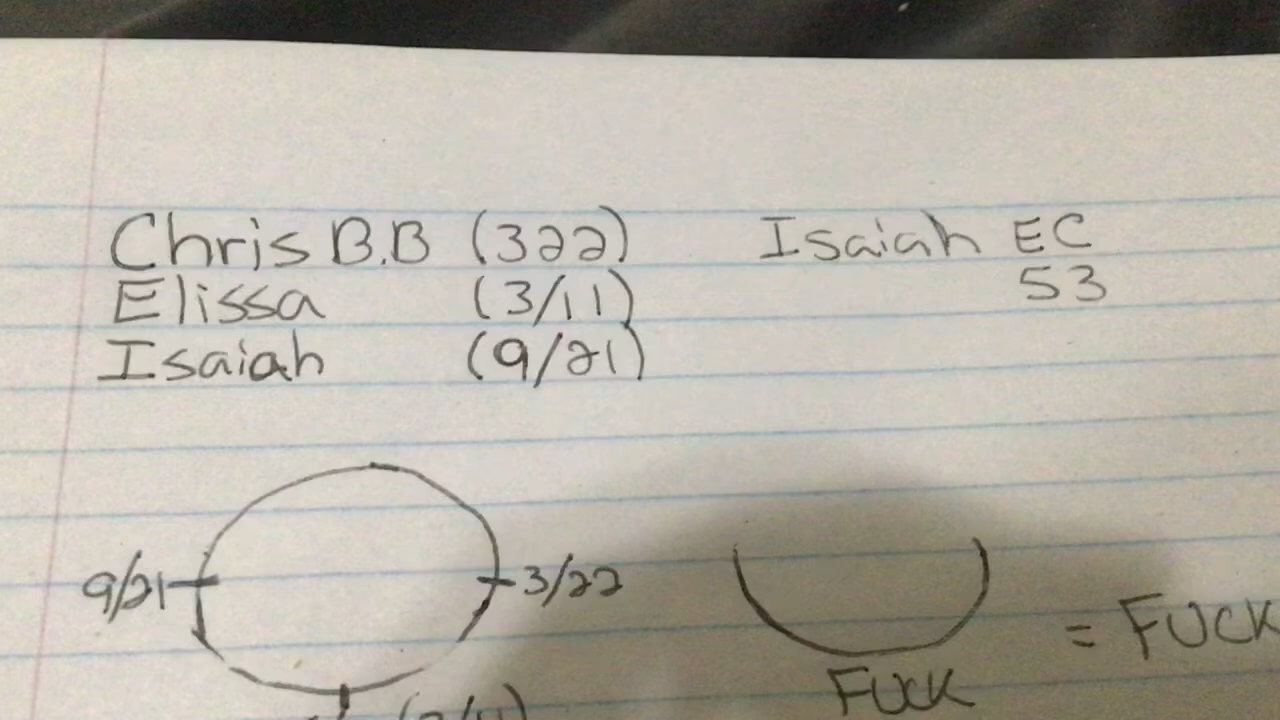 Chris B.B (322)
Elissa (3/11)
Isaiah (9/21)
Isaiah EC
53
9/21
3/22
= FUCK
FUCK